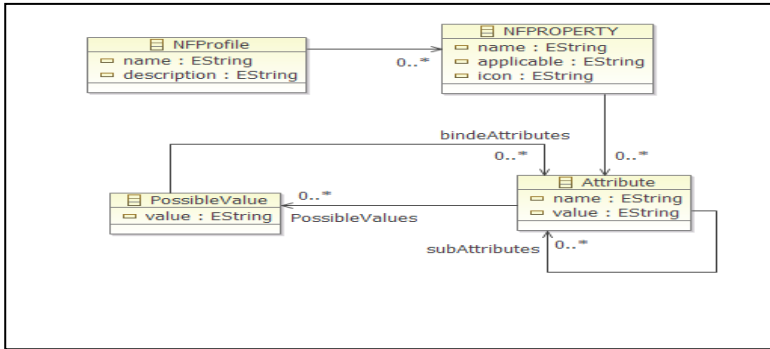 NFProfile
name : EString
description : EString
0..*
NFPROPERTY
name : EString
applicable : EString
icon : EString
bindeAttributes
0..*
0..*
PossibleValue
value : EString
0..*
PossibleValues
Attribute
name : EString
value : EString
subAttributes
0..*